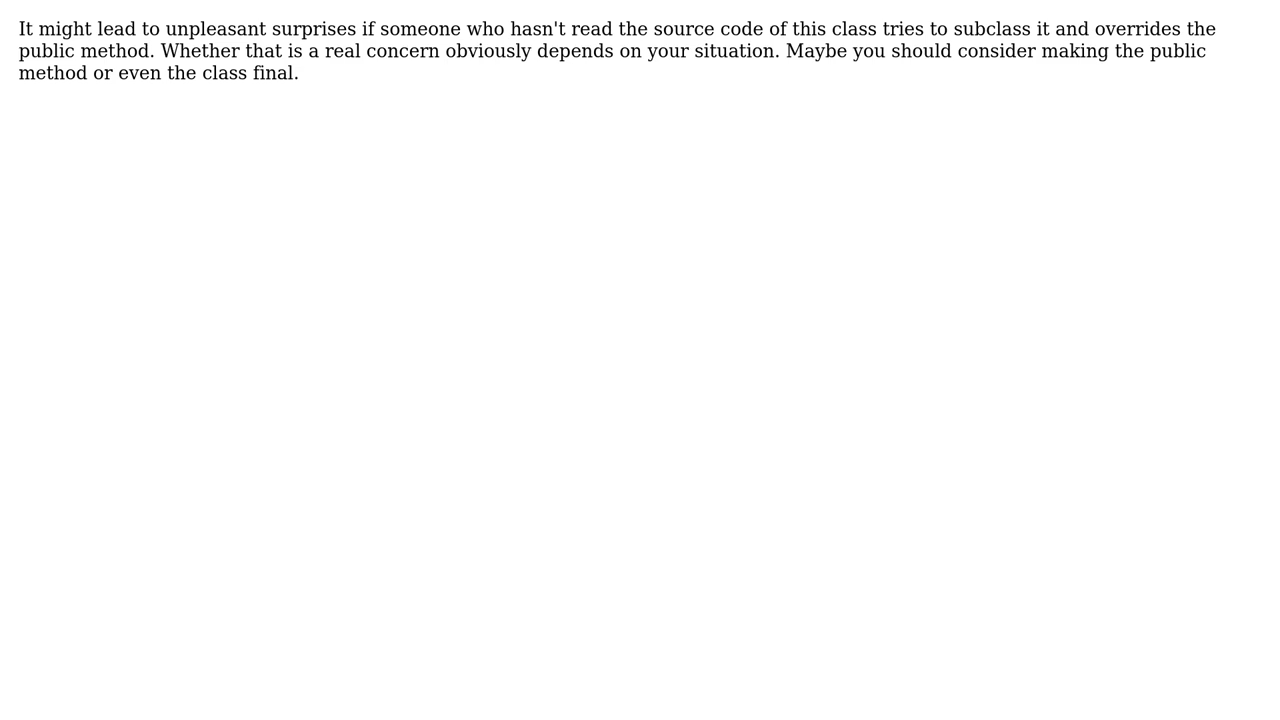 It might lead to unpleasant surprises if someone who hasn't read the source code of this class tries to subclass it and overrides the
public method. Whether that is a real concern obviously depends on your situation. Maybe you should consider making the public
method or even the class final.